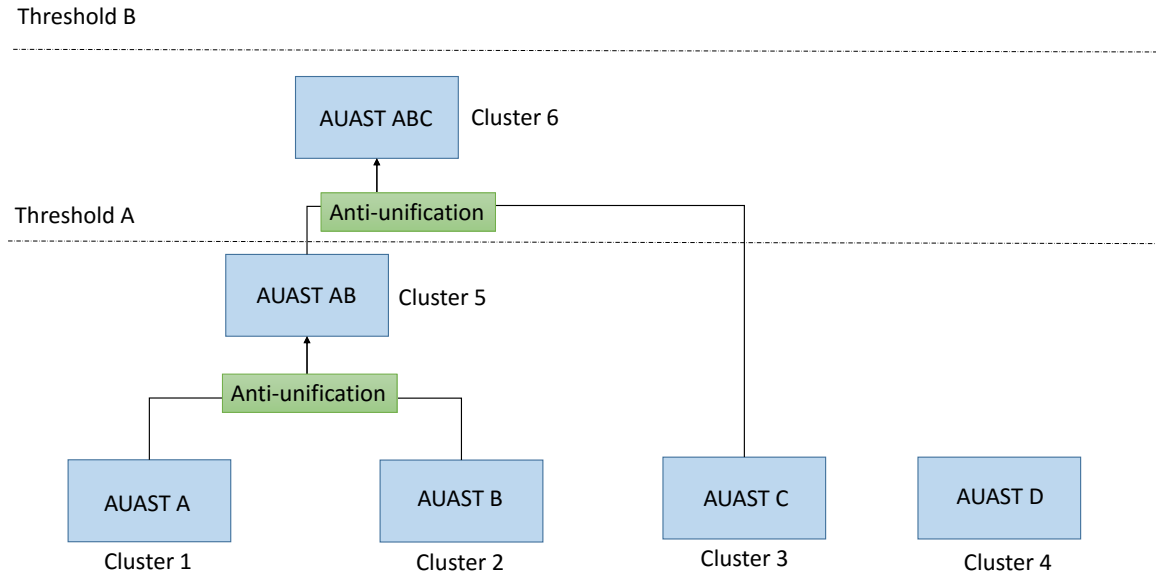 Threshold B
AUAST ABC
Cluster 6
Anti-unification
Threshold A
AUAST AB
Cluster 5
Anti-unification
AUAST A
AUAST B
AUAST C
AUAST D
Cluster 1
Cluster 2
Cluster 3
Cluster 4